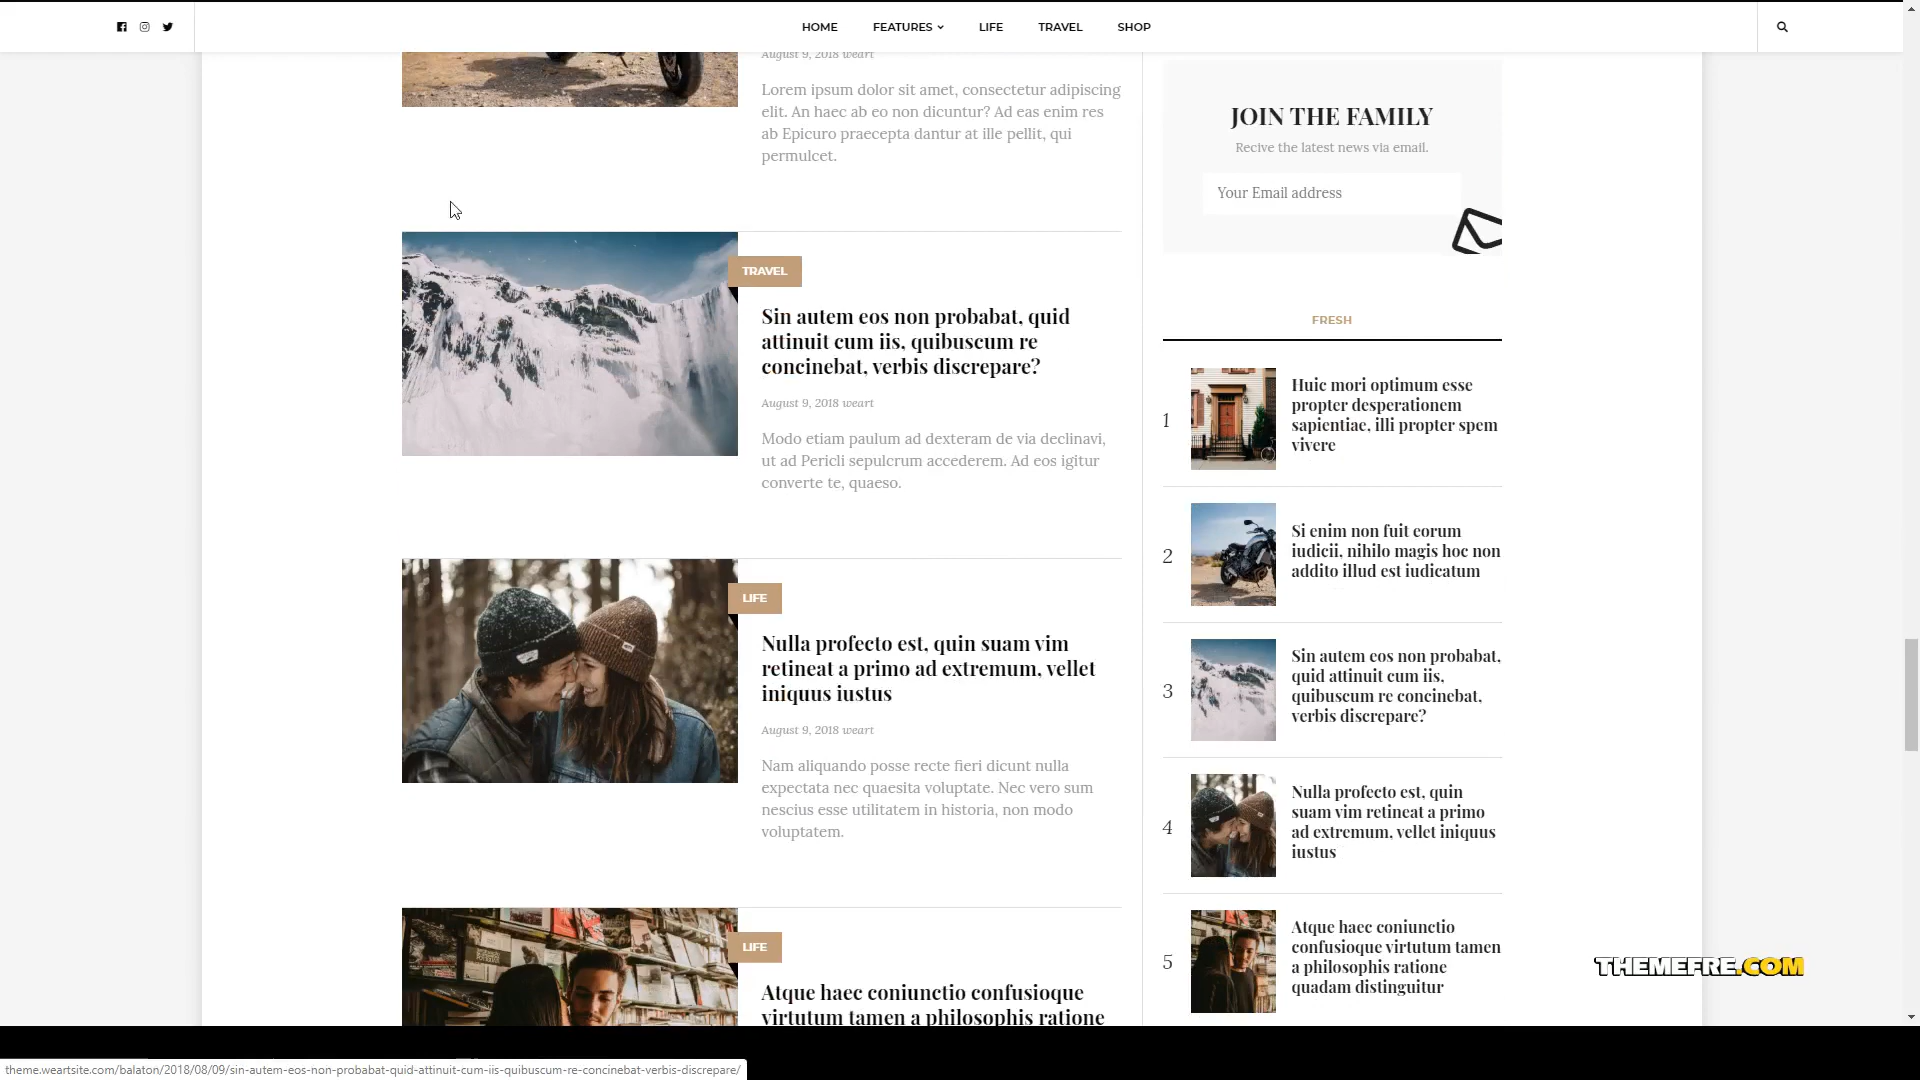 HOME FEATURES LIFE TRAVEL SHOP
August 9, 2018 weart
Lorem ipsum dolor sit amet, consectetur adipiscing
elit. An haec ab eo non dicuntur? Ad eas enim res
ab Epicuro praecepta dantur at ille pellit, qui
permulcet.
TRAVEL
Sin autem eos non probabat, quid
attinuit cum iis, quibuscum re
concinebat, verbis discrepare?
August 9, 2018 weart
Modo etiam paulum ad dexteram de via declinavi,
ut ad Pericli sepulcrum accederem. Ad eos igitur
converte te, quaeso.
LIFE
Nulla profecto est, quin suam vim
retineat a primo ad extremum, vellet
iniquus iustus
August 9, 2018 weart
Nam aliquando posse recte fieri dicunt nulla
expectata nec quaesita voluptate. Nec vero sum
nescius esse utilitatem in historia, non modo
voluptatem.
LIFE
Atque haec coniunctio confusioque
virtutum tamen a philosophis ratione
JOIN THE FAMILY
Recive the latest news via email.
Your Email address
FRESH
1
Huic mori optimum esse
propter desperationem
sapientiae, illi propter spem
vivere
2
Si enim non fuit eorum
iudicii, nihilo magis hoc non
addito illud est iudicatum
3
Sin autem eos non probabat,
quid attinuit cum iis,
quibuscum re concinebat,
verbis discrepare?
4
Nulla profecto est, quin
suam vim retineat a primo
ad extremum, vellet iniquus
iustus
5
Atque haec coniunctio
confusioque virtutum tamen
a philosophis ratione
quadam distinguitur
THEMEFRE.COM
theme.weartsite.com/balaton/2018/08/09/sin-autem-eos-non-probabat-quid-attinuit-cum-iis-quibuscum-re-concinebat-verbis-discrepare/